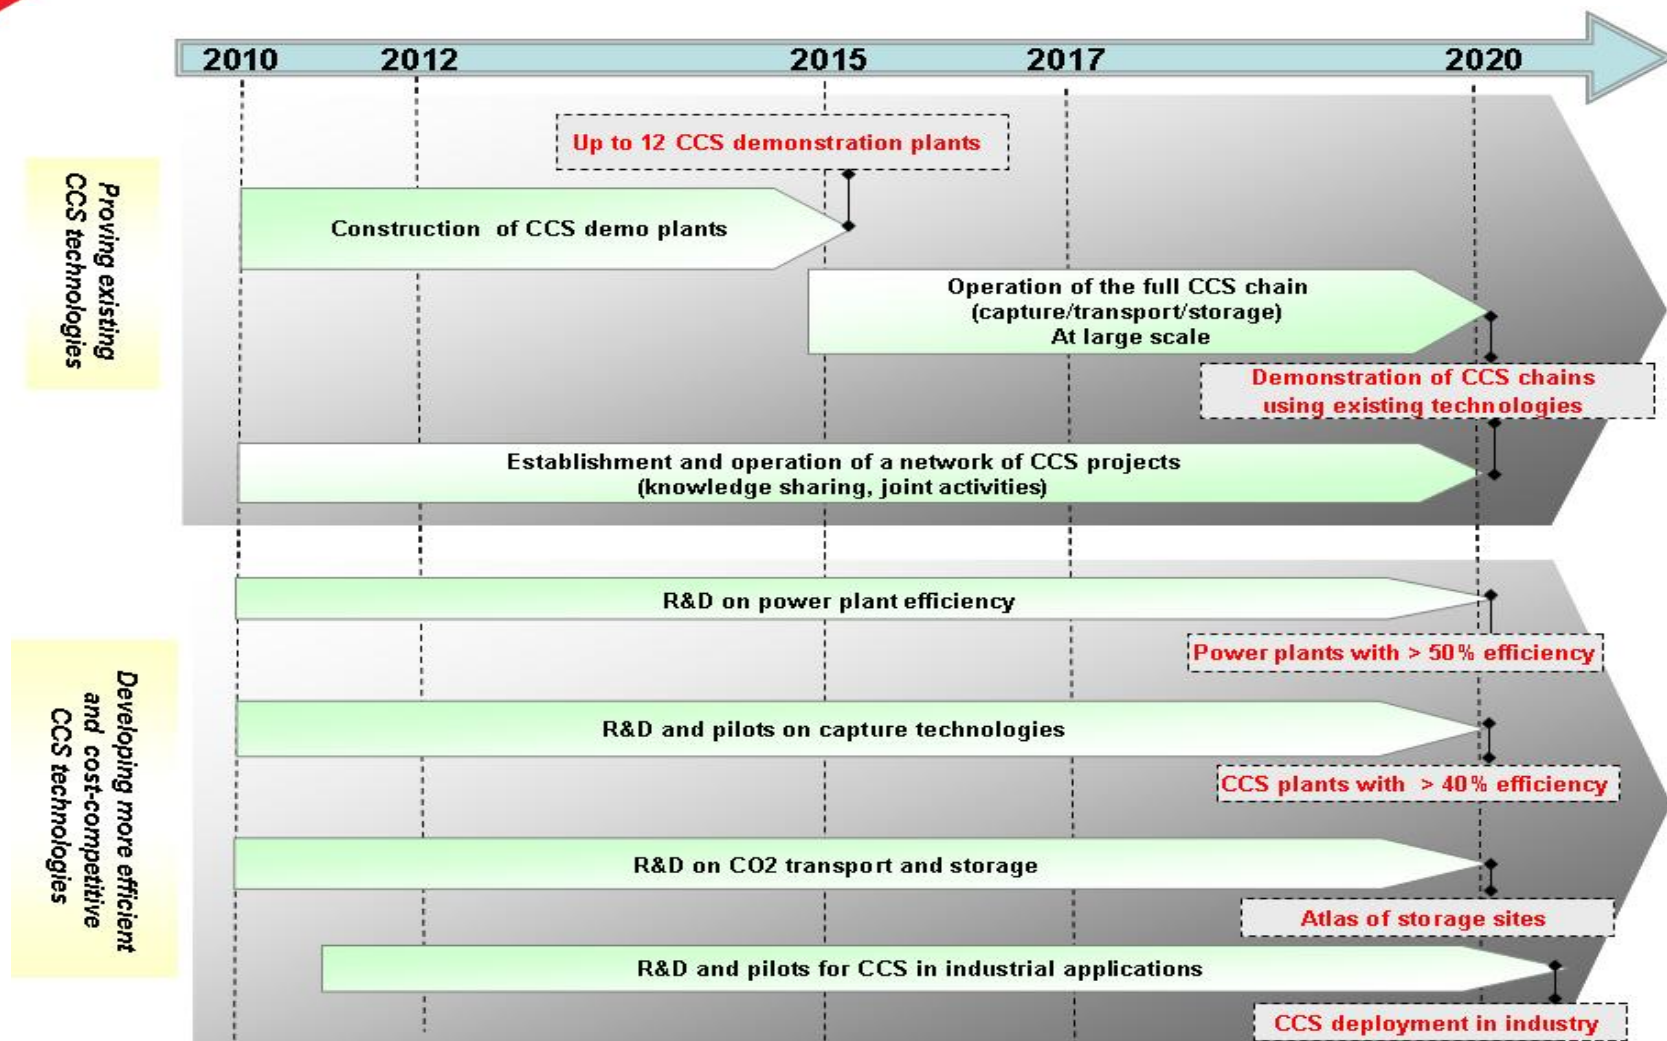 2010 2012 2015 2017 2020
Proving existing
CCS technologies
Up to 12 CCS demonstration plants
Construction of CCS demo plants
Operation of the full CCS chain
(capture/transport/storage)
At large scale
Demonstration of CCS chains
using existing technologies
Establishment and operation of a network of CCS projects
(knowledge sharing, joint activities)
Developing more efficient
and cost-competitive
CCS technologies
R&D on power plant efficiency
Power plants with > 50% efficiency
R&D and pilots on capture technologies
CCS plants with > 40% efficiency
R&D on CO2 transport and storage
Atlas of storage sites
R&D and pilots for CCS in industrial applications
CCS deployment in industry